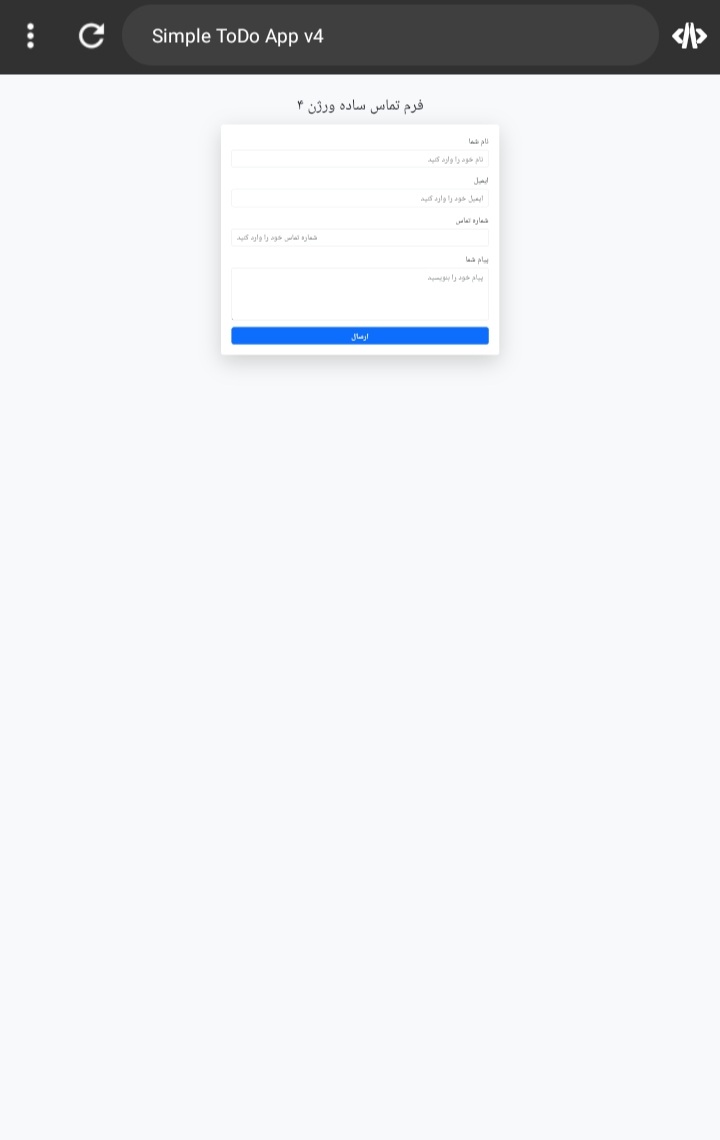 Simple ToDo App v4
فرم تماس ساده ورژن ۴
نام شما
نام خود را وارد کنید
ایمیل
ایمیل خود را وارد کنید
شماره تماس
شماره تماس خود را وارد کنید
پیام شما
پیام خود را بنویسید
ارسال